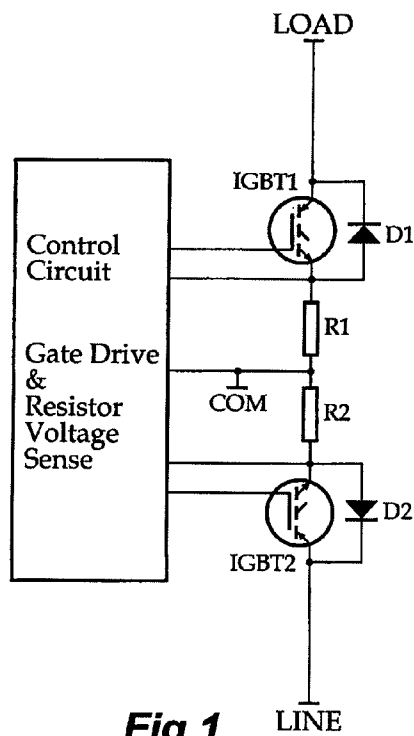 LOAD
IGBT1
D1
Control
Circuit
R1
Gate Drive
&
Resistor
Voltage
Sense
COM
R2
D2
IGBT2
LINE
Fig 1